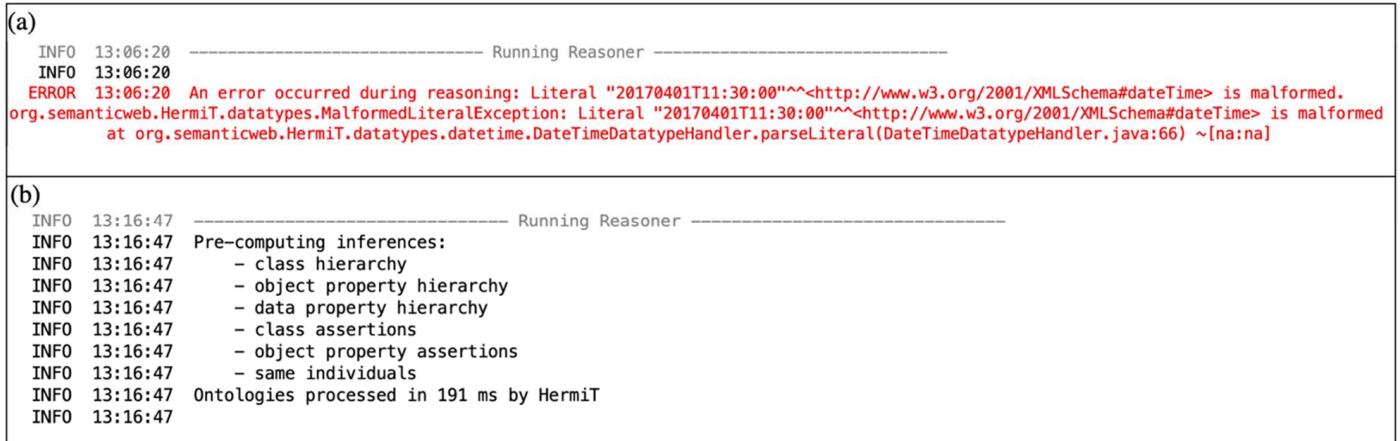 (a)
INFO 13:06:20 ----------------------------- Running Reasoner -----------------------------
INFO 13:06:20
ERROR 13:06:20 An error occurred during reasoning: Literal "20170401T11:30:00"^^<http://www.w3.org/2001/XMLSchema#dateTime> is malformed.
org.semanticweb.HermiT.datatypes.MalformedLiteralException: Literal "20170401T11:30:00"^^<http://www.w3.org/2001/XMLSchema#dateTime> is malformed
at org.semanticweb.HermiT.datatypes.datetime.DateTimeDatatypeHandler.parseLiteral(DateTimeDatatypeHandler.java:66) ~[na:na]
(b)
INFO 13:16:47 ------------------------------- Running Reasoner -------------------------------
INFO 13:16:47 Pre-computing inferences:
INFO 13:16:47 - class hierarchy
INFO 13:16:47 - object property hierarchy
INFO 13:16:47 - data property hierarchy
INFO 13:16:47 - class assertions
INFO 13:16:47 - object property assertions
INFO 13:16:47 - same individuals
INFO 13:16:47 Ontologies processed in 191 ms by HermiT
INFO 13:16:47